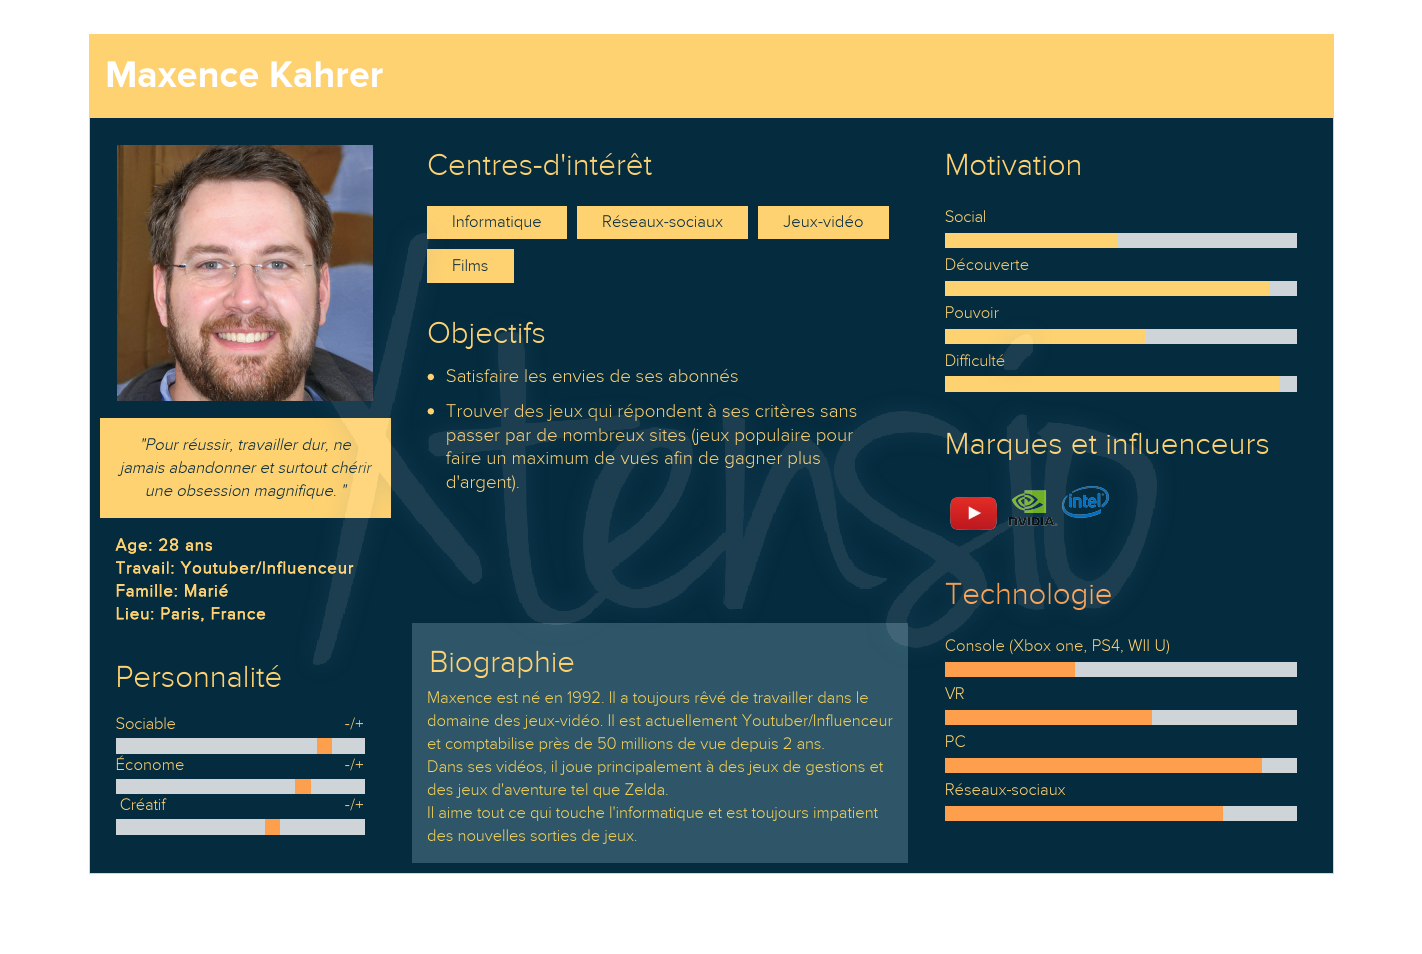 Maxence Kahrer
"Pour réussir, travailler dur, ne
jamais abandonner et surtout chérir
une obsession magnifique. "
Age: 28 ans
Travail: Youtuber/Influenceur
Famille: Marié
Lieu: Paris, France
Personnalité
Sociable -/+
Économe -/+
Créatif -/+
Centres-d'intérêt
Informatique Réseaux-sociaux Jeux-vidéo
Films
Objectifs
Satisfaire les envies de ses abonnés
Trouver des jeux qui répondent à ses critères sans
passer par de nombreux sites (jeux populaire pour
faire un maximum de vues afin de gagner plus
d'argent).
Biographie
Maxence est né en 1992. Il a toujours rêvé de travailler dans le
domaine des jeux-vidéo. Il est actuellement Youtuber/Influenceur
et comptabilise près de 50 millions de vue depuis 2 ans.
Dans ses vidéos, il joue principalement à des jeux de gestions et
des jeux d'aventure tel que Zelda.
Il aime tout ce qui touche l'informatique et est toujours impatient
des nouvelles sorties de jeux.
Motivation
Social
Découverte
Pouvoir
Difficulté
Marques et influenceurs
NVIDIA. intel
Technologie
Console (Xbox one, PS4, WII U)
VR
PC
Réseaux-sociaux
Xtensio